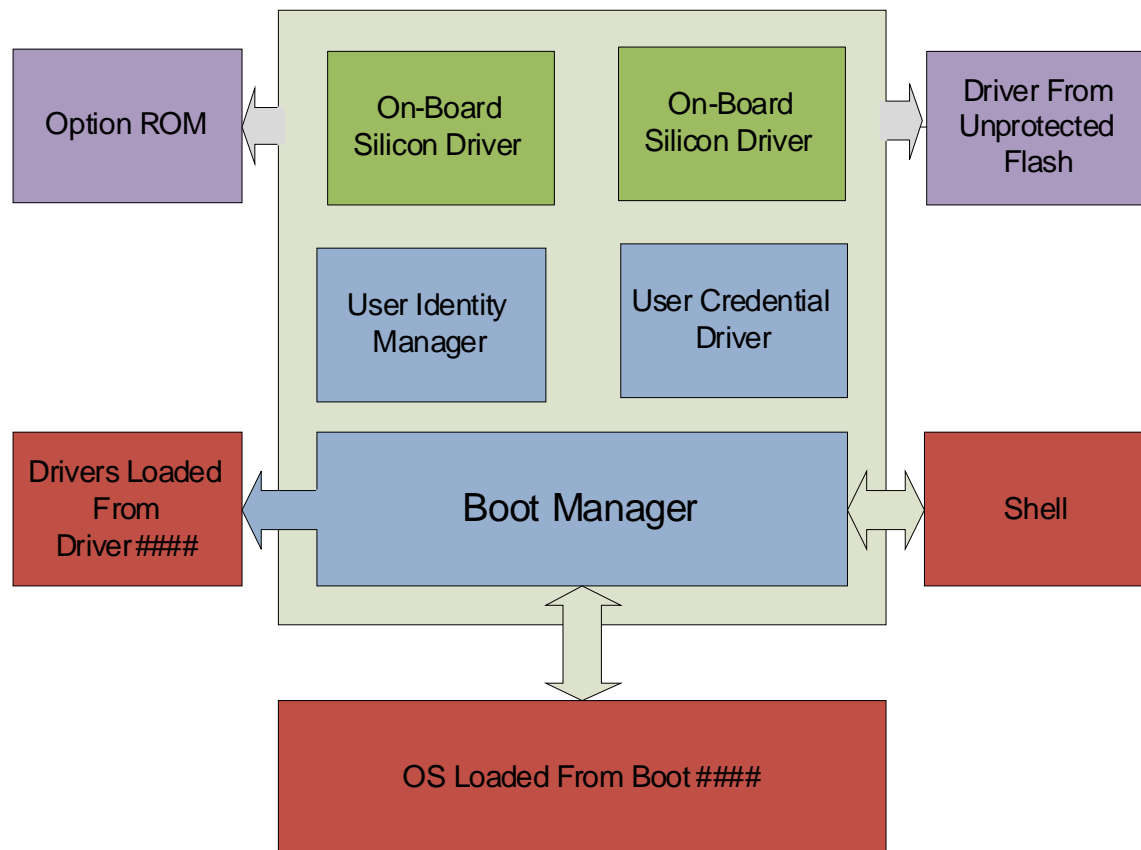 Option ROM
On-Board
Silicon Driver
On-Board
Silicon Driver
Driver From
Unprotected
Flash
User Identity
Manager
User Credential
Driver
Drivers Loaded
From
Driver####
Boot Manager
Shell
OS Loaded From Boot ####